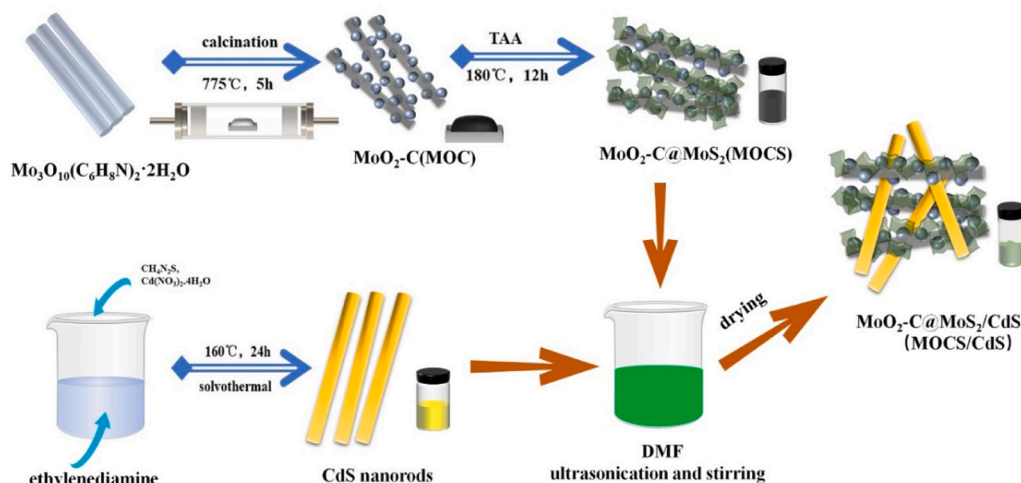 calcination
775℃, 5h
Mo₃O₁₀(C₆H₈N)₂·2H₂O
MoO₂-C(MOC)
TAA
180℃, 12h
MoO₂-C@MoS₂(MOCS)
CH₄N₂S,
Cd(NO₃)₂.4H₂O
ethylenediamine
160℃, 24h
solvothermal
CdS nanorods
DMF
ultrasonication and stirring
drying
MoO₂-C@MoS₂/CdS
(MOCS/CdS)